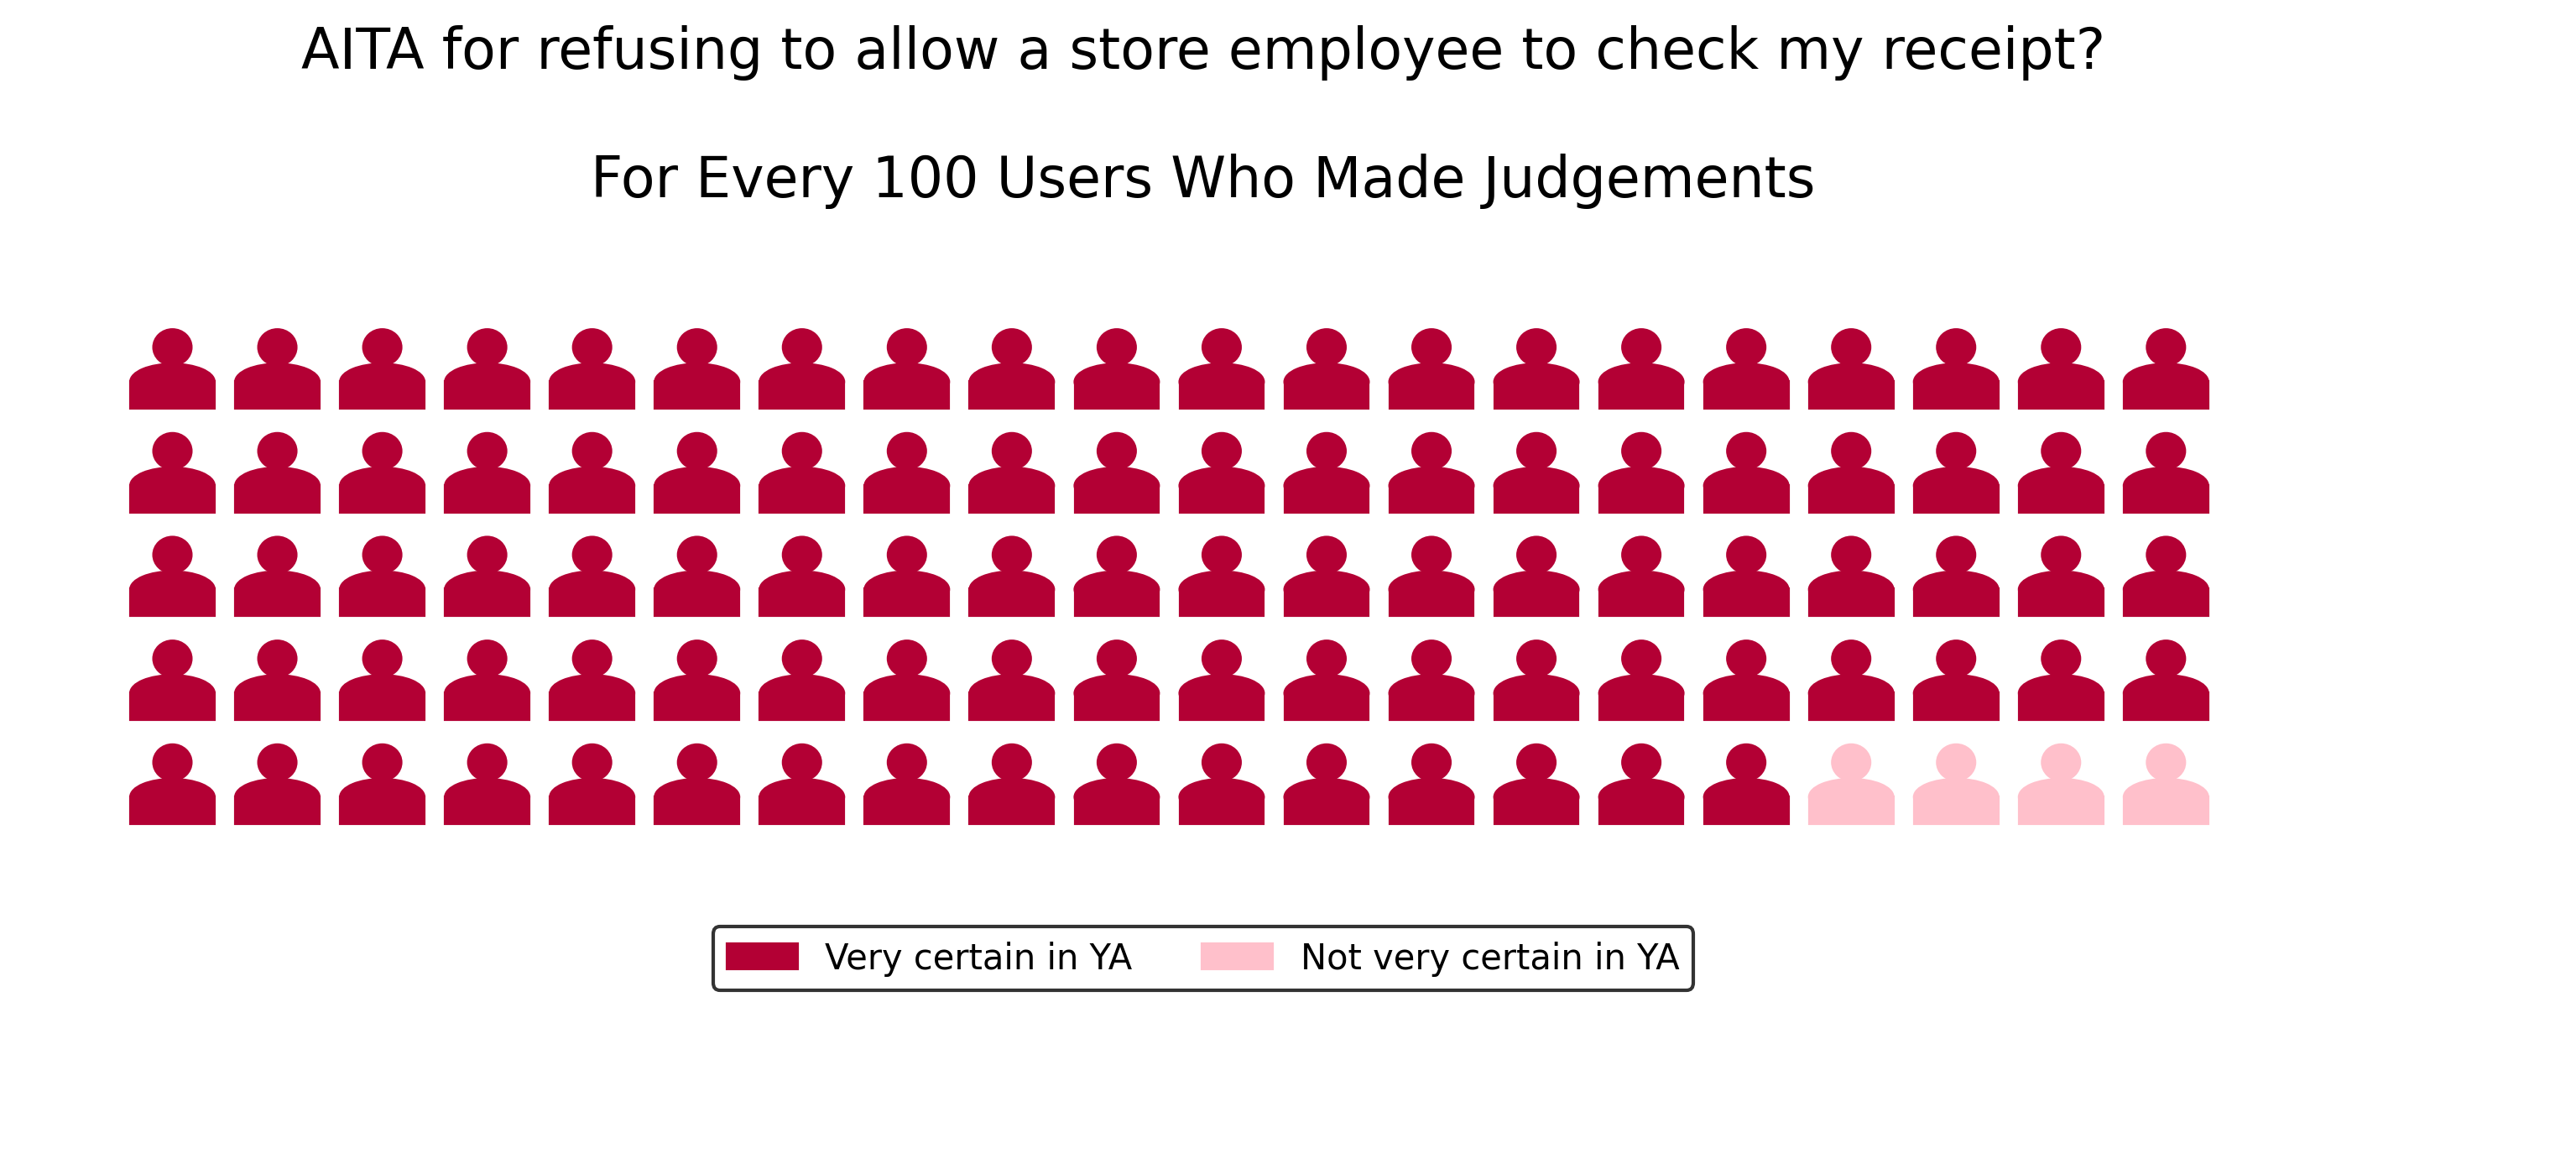 AITA for refusing to allow a store employee to check my receipt?
For Every 100 Users Who Made Judgements
Very certain in YA
Not very certain in YA